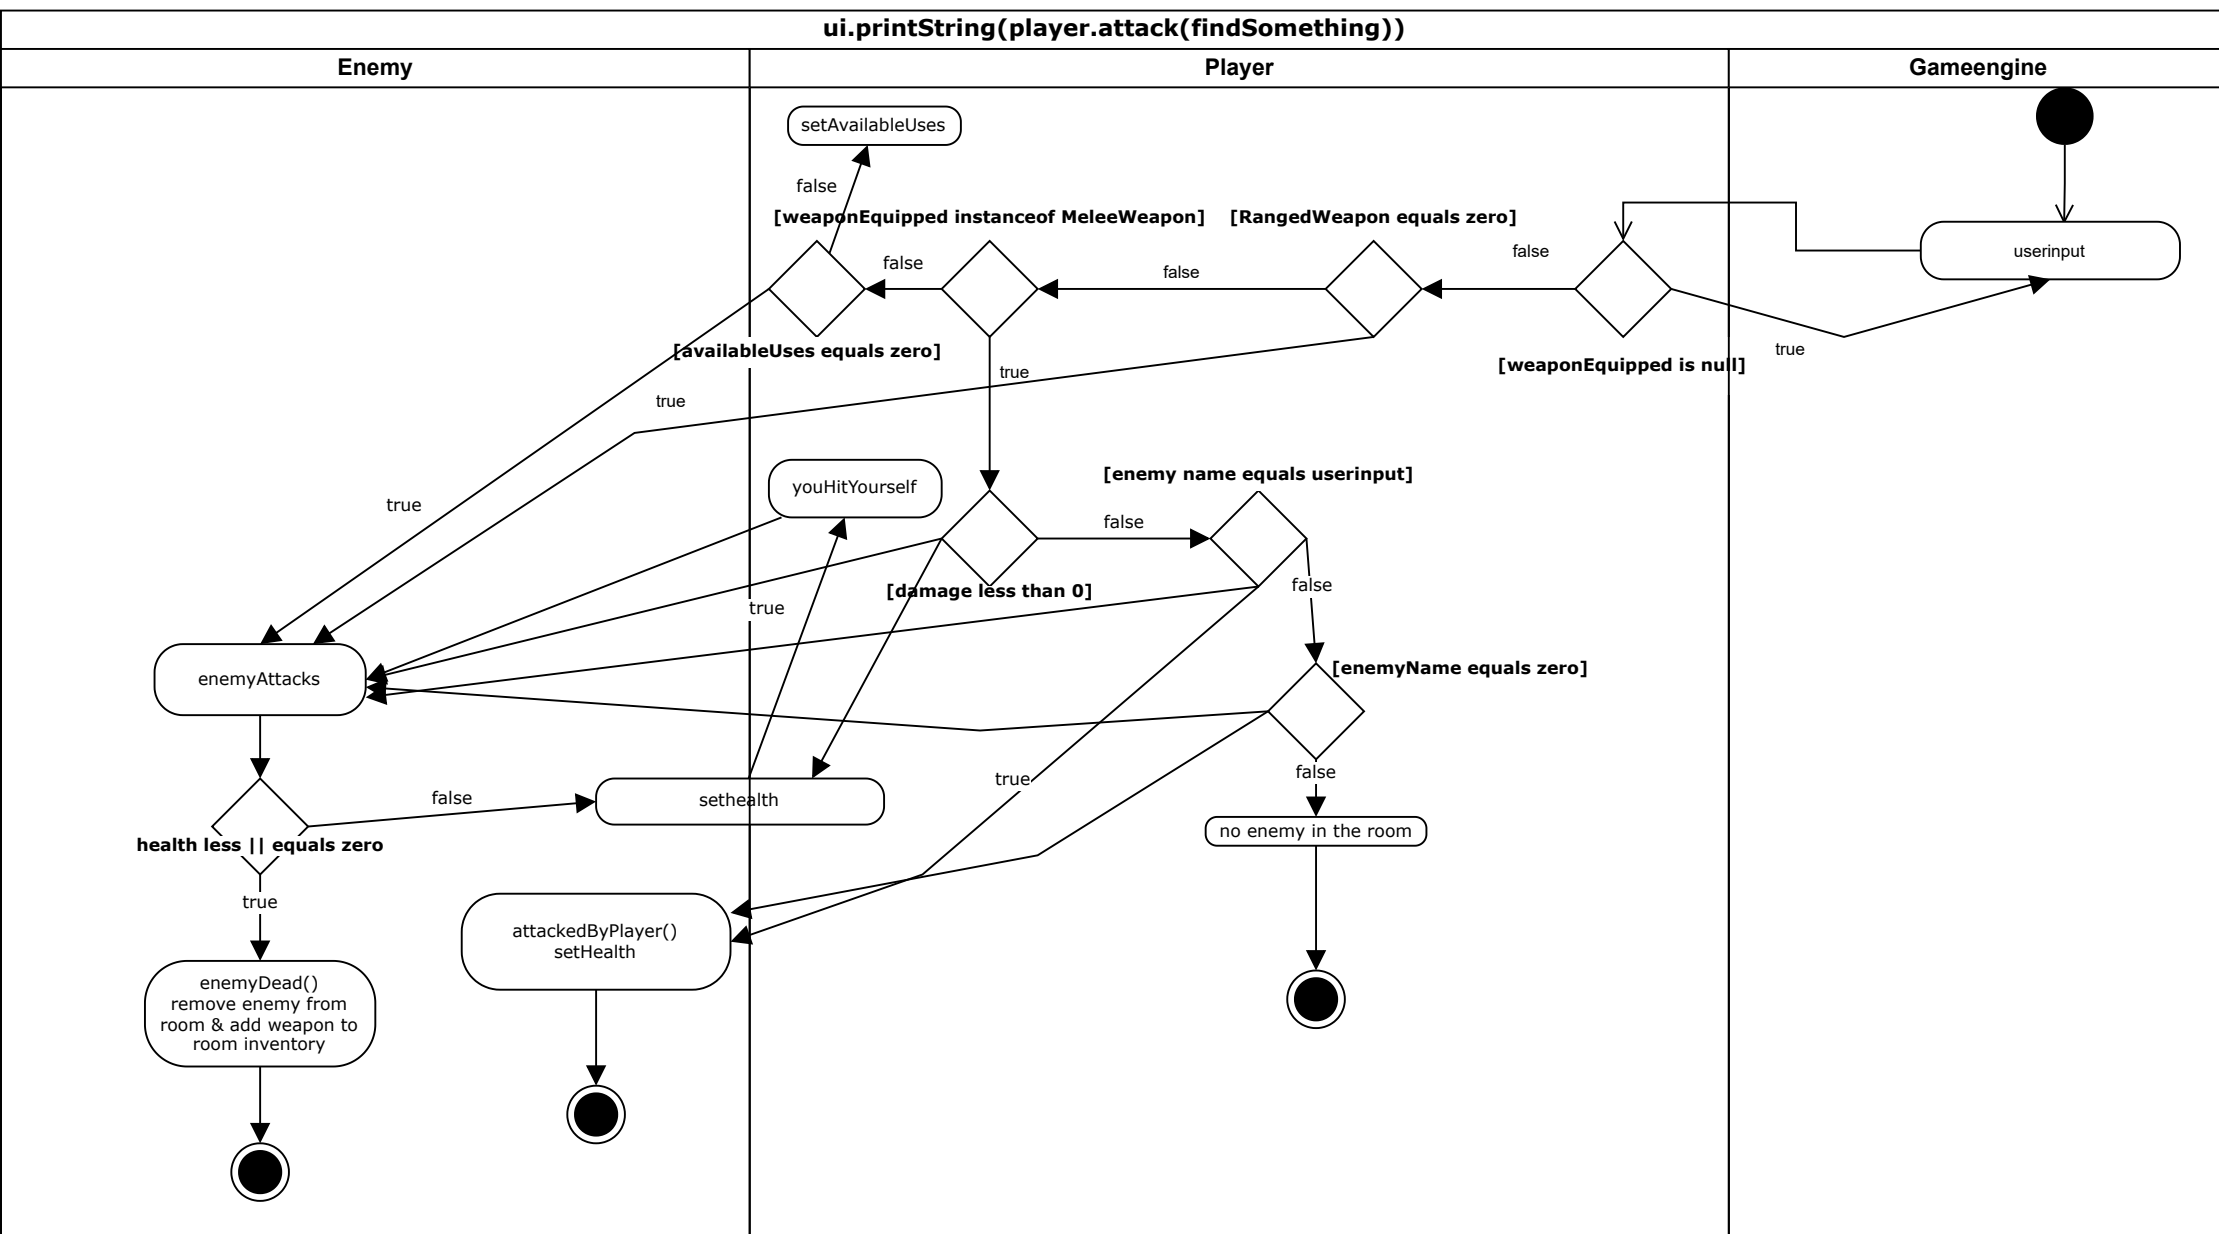 ui.printString(player.attack(findSomething))
Enemy
Player
Gameengine
setAvailableUses
false
[weaponEquipped instanceof MeleeWeapon]
[RangedWeapon equals zero]
false
false
false
userinput
[availableUses equals zero]
true
[weaponEquipped is null]
true
true
true
youHitYourself
[enemy name equals userinput]
false
[damage less than 0]
false
true
enemyAttacks
[enemyName equals zero]
false
sethealth
true
false
no enemy in the room
health less || equals zero
true
attackedByPlayer()
setHealth
enemyDead()
remove enemy from
room & add weapon to
room inventory